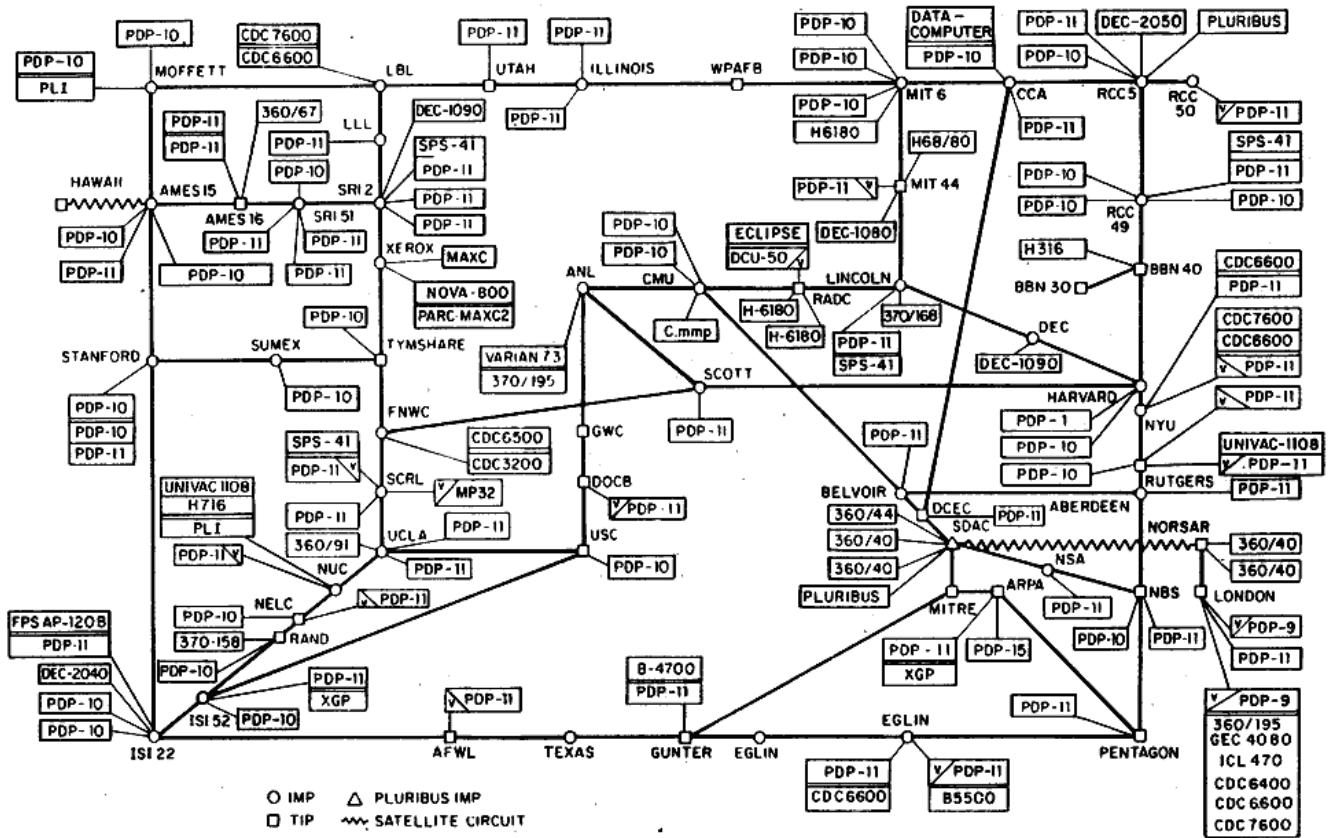 PDP-10
CDC7600
CDC6600
PDP-11
PDP-11
PDP-10
PDP-10
DATA-
COMPUTER
PDP-10
PDP-11
PDP-10
DEC-2050
PLURIBUS
PDP-10
PLI
MOFFETT
LBL
UTAH
ILLINOIS
WPAFB
MIT 6
CCA
RCC 5
RCC
50
PDP-11
PDP-10
H6180
PDP-11
V PDP-11
PDP-11
PDP-11
360/67
LLL
PDP-11
PDP-10
DEC-1090
SPS-41
PDP-11
PDP-11
PDP-11
H68/80
PDP-11 V
MIT 44
DEC-1080
SPS-41
PDP-11
PDP-10
PDP-10
PDP-10
RCC
49
HAWAII
AMES 15
AMES 16
SRI 51
SRI 2
PDP-10
PDP-11
PDP-10
PDP-11
PDP-11
PDP-11
XEROX
MAXC
NOVA-800
PARC-MAXC2
PDP-10
PDP-10
ECLIPSE
DCU-50 V
ANL
CMU
RADC
LINCOLN
H316
BBN 40
BBN 30
CDC6600
PDP-11
C.mmp
H-6180
H-6180
370/168
PDP-11
SPS-41
DEC
DEC-1090
CDC7600
CDC6600
V PDP-11
STANFORD
SUMEX
PDP-10
TYMSHARE
VARIAN 73
370/195
SCOTT
PDP-11
HARVARD
V PDP-11
PDP-10
PDP-10
PDP-11
PDP-10
FNWC
CDC6500
CDC3200
GWC
PDP-1
PDP-10
PDP-10
NYU
UNIVAC-1108
V PDP-11
RUTGERS
PDP-11
SPS-41
PDP-11 V
SCRL
V MP32
PDP-11
DOCB
V PDP-11
PDP-11
BELVOIR
360/44
360/40
360/40
PLURIBUS
DCEC
SDAC
PDP-11
ABERDEEN
NORSAR
360/40
360/40
UNIVAC 1108
H716
PLI
PDP-11 V
360/91
UCLA
PDP-11
PDP-11
USC
PDP-10
NUC
NSA
PDP-11
NBS
PDP-10
PDP-11
LONDON
V PDP-9
PDP-11
NELC
PDP-10
V PDP-11
370-158
RAND
PDP-10
MITRE
ARPA
PDP-11
XGP
PDP-15
FPS AP-120B
PDP-11
DEC-2040
PDP-10
PDP-10
ISI 22
ISI 52
PDP-11
XGP
PDP-10
V PDP-11
AFWL
TEXAS
B-4700
PDP-11
GUNTER
EGLIN
EGLIN
PDP-11
CDC6600
V PDP-11
B5500
PDP-11
PENTAGON
V PDP-9
360/195
GEC 4080
ICL 470
CDC6400
CDC6600
CDC7600
IMP
PLURIBUS IMP
TIP
SATELLITE CIRCUIT